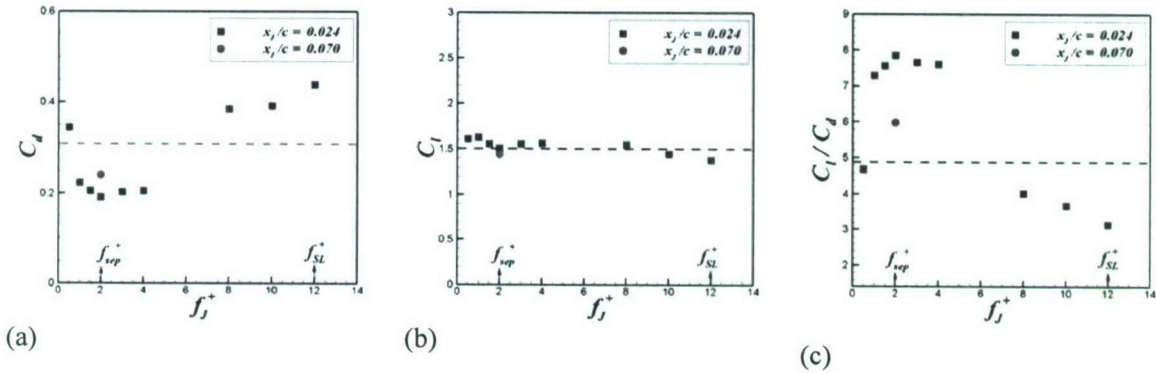 0.6
0.4
0.2
0
C_d
x_J/c = 0.024
x_J/c = 0.070
f_sep^+
f_SL^+
0 2 4 6 8 10 12 14
f_J^+
(a)
3
2.5
2
1.5
1
0.5
0
C_l
x_J/c = 0.024
x_J/c = 0.070
f_sep^+
f_SL^+
0 2 4 6 8 10 12 14
f_J^+
(b)
9
8
7
6
5
4
3
2
C_l / C_d
x_J/c = 0.024
x_J/c = 0.070
f_sep^+
f_SL^+
0 2 4 6 8 10 12 14
f_J^+
(c)